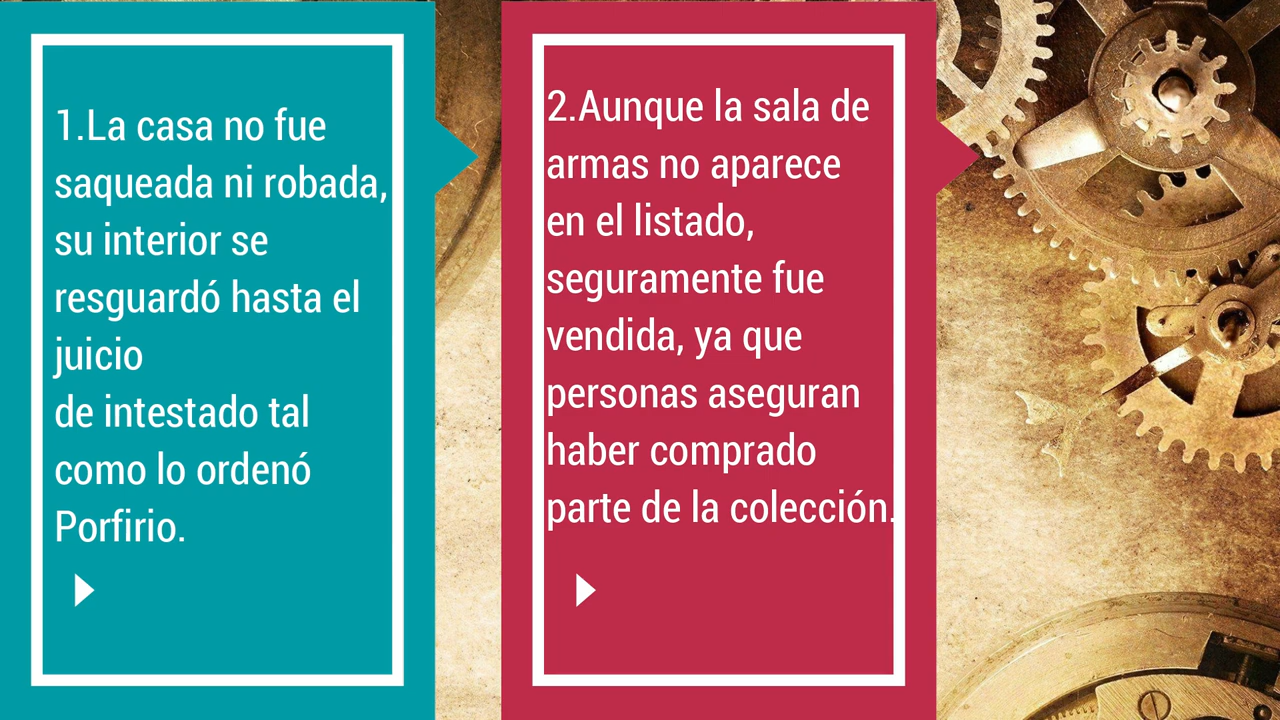 1.La casa no fue
saqueada ni robada,
su interior se
resguardó hasta el
juicio
de intestado tal
como lo ordenó
Porfirio.
2.Aunque la sala de
armas no aparece
en el listado,
seguramente fue
vendida, ya que
personas aseguran
haber comprado
parte de la colección.